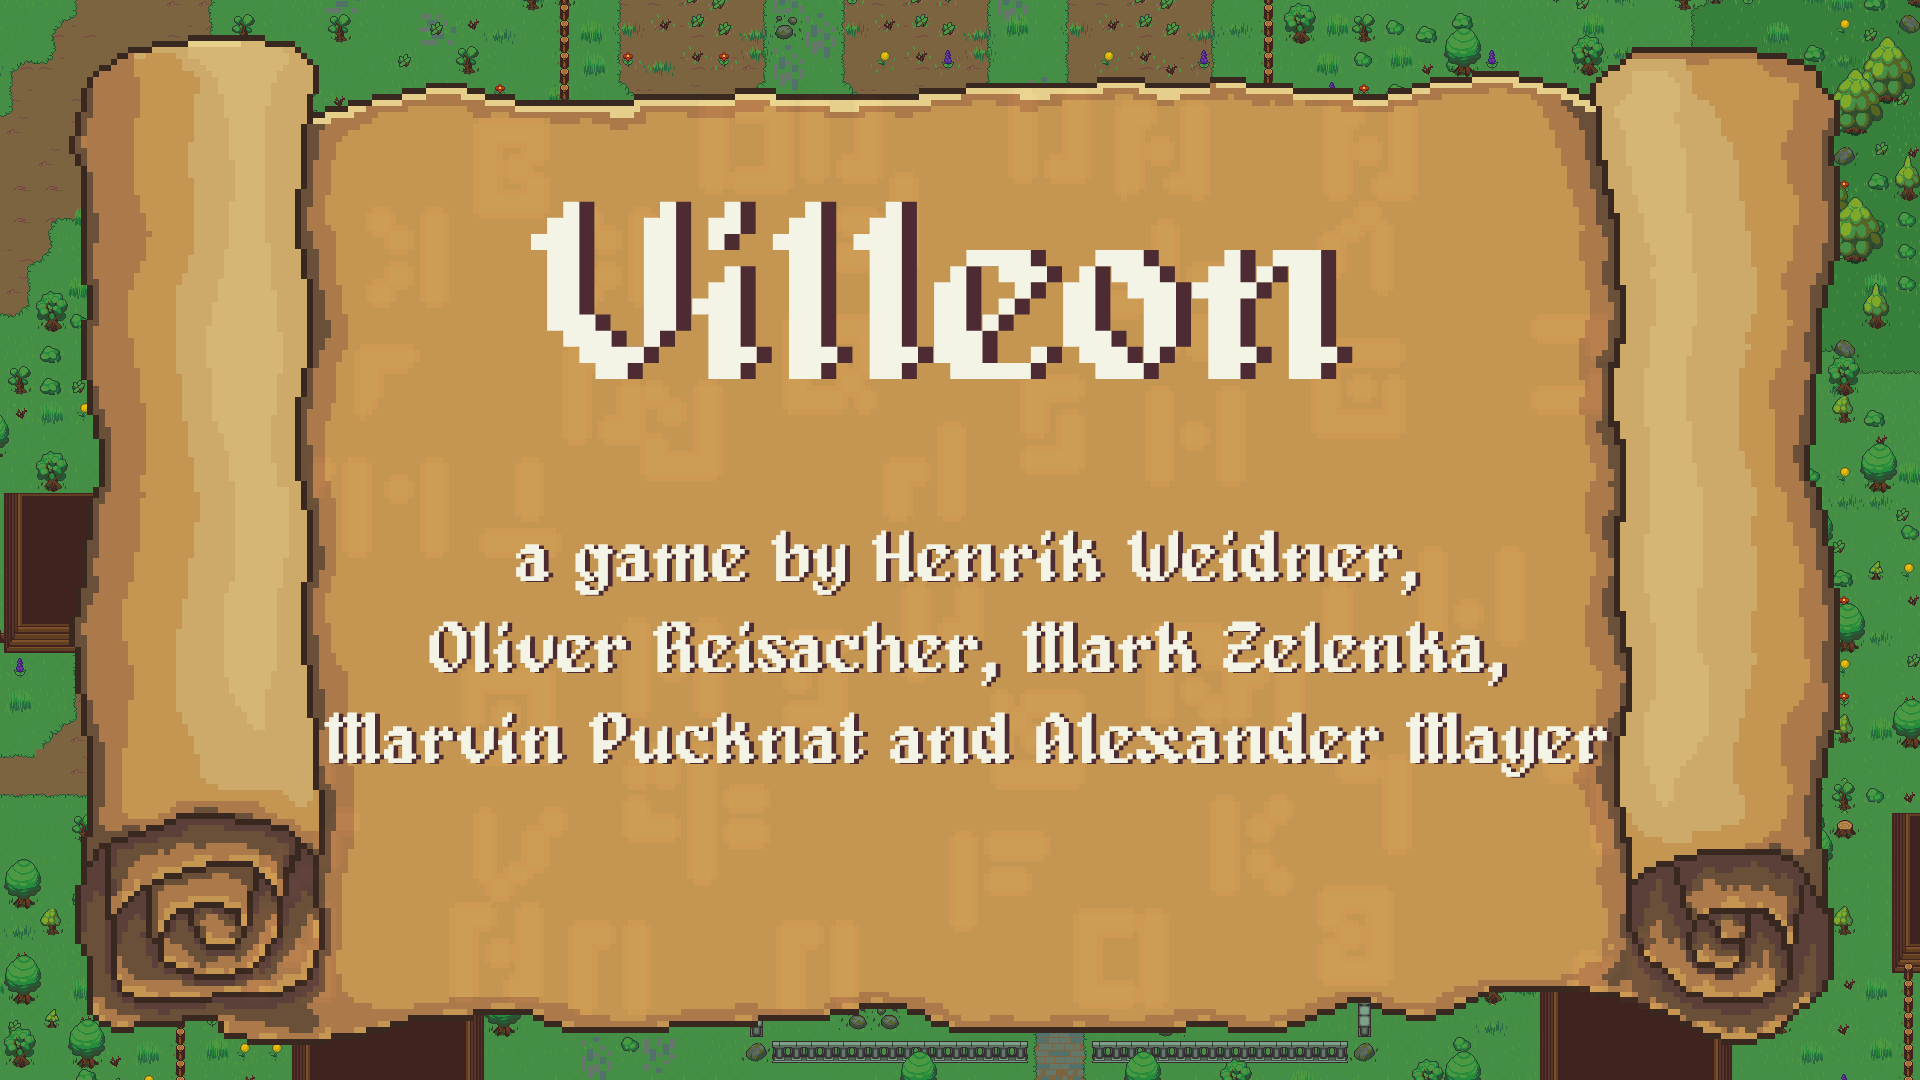 Villeon
a game by Henrik Weidner,
Oliver Reisacher, Mark Zelenka,
Marvin Pucknat and Alexander Mayer